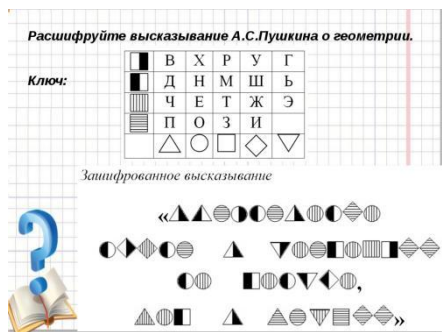 Расшифруйте высказывание А.С.Пушкина о геометрии.
Ключ:
В Х Р У Г
Д Н М Ш Ь
Ч Е Т Ж Э
П О З И
Зашифрованное высказывание